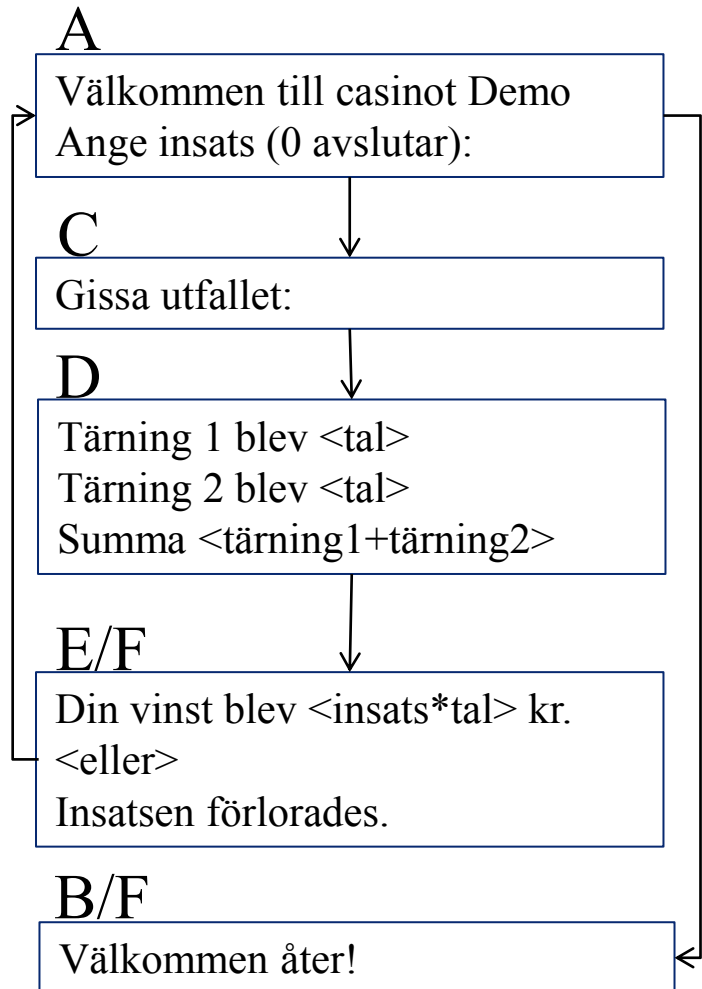 A
Välkommen till casinot Demo
Ange insats (0 avslutar):
C
Gissa utfallet:
D
Tärning 1 blev <tal>
Tärning 2 blev <tal>
Summa <tärning1+tärning2>
E/F
Din vinst blev <insats*tal> kr.
<eller>
Insatsen förlorades.
B/F
Välkommen åter!